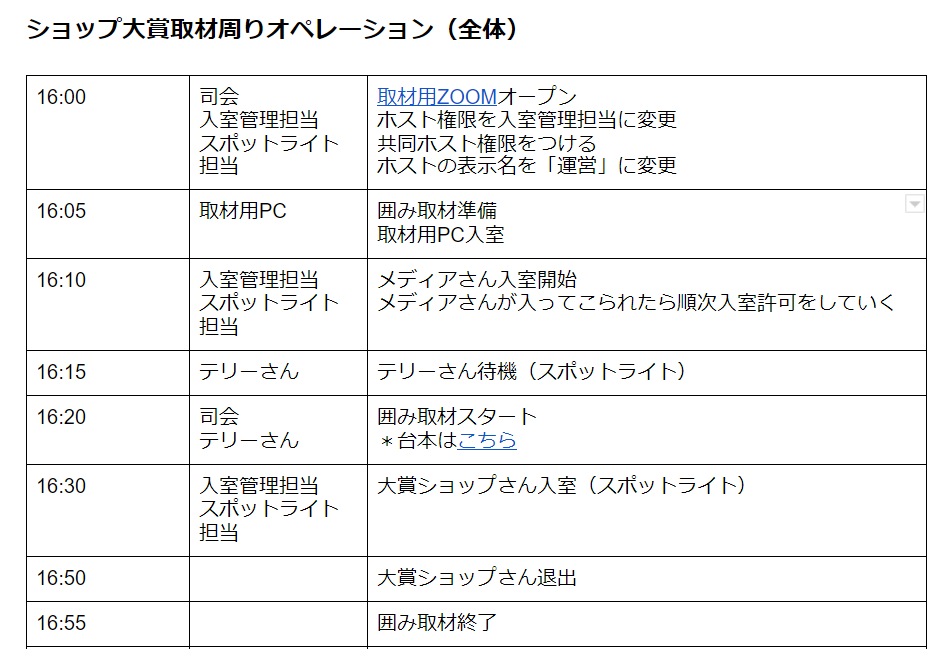 ショップ大賞取材周りオペレーション（全体）
16:00
司会
入室管理担当
スポットライト
担当
取材用ZOOMオープン
ホスト権限を入室管理担当に変更
共同ホスト権限をつける
ホストの表示名を「運営」に変更
16:05
取材用PC
囲み取材準備
取材用PC入室
16:10
入室管理担当
スポットライト
担当
メディアさん入室開始
メディアさんが入ってこられたら順次入室許可をしていく
16:15
テリーさん
テリーさん待機（スポットライト）
16:20
司会
テリーさん
囲み取材スタート
＊台本はこちら
16:30
入室管理担当
スポットライト
担当
大賞ショップさん入室（スポットライト）
16:50
大賞ショップさん退出
16:55
囲み取材終了